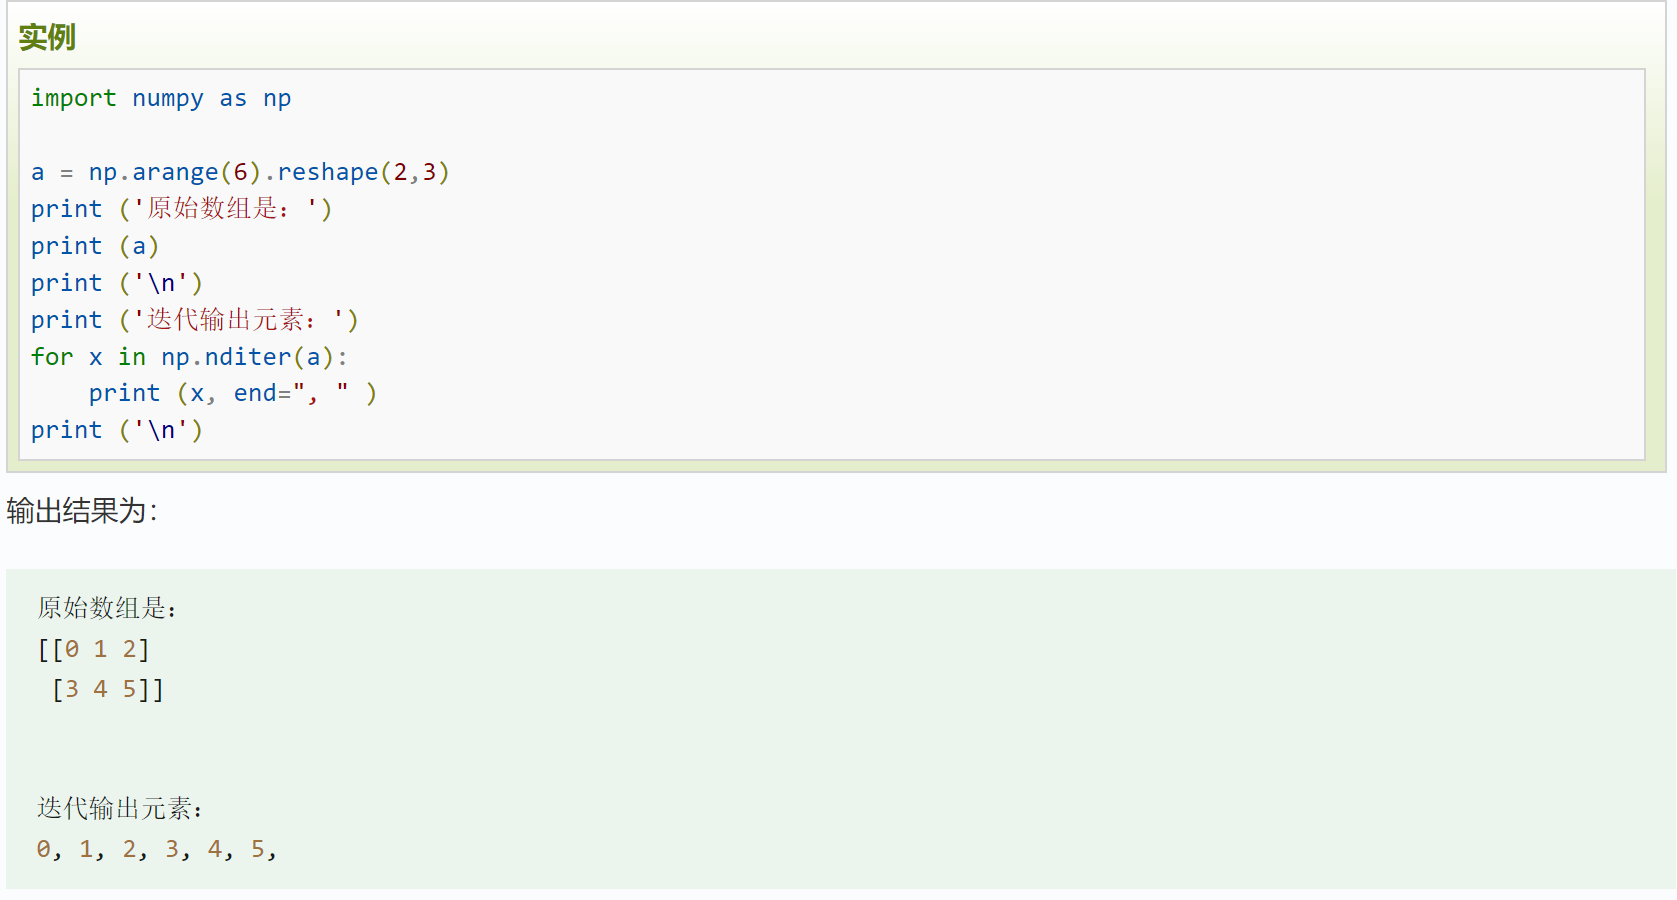 实例
import numpy as np
a = np.arange(6).reshape(2,3)
print ('原始数组是：')
print (a)
print ('\n')
print ('迭代输出元素：')
for x in np.nditer(a):
    print (x, end=", " )
print ('\n')
输出结果为：
原始数组是：
[[0 1 2]
 [3 4 5]]
迭代输出元素：
0, 1, 2, 3, 4, 5,